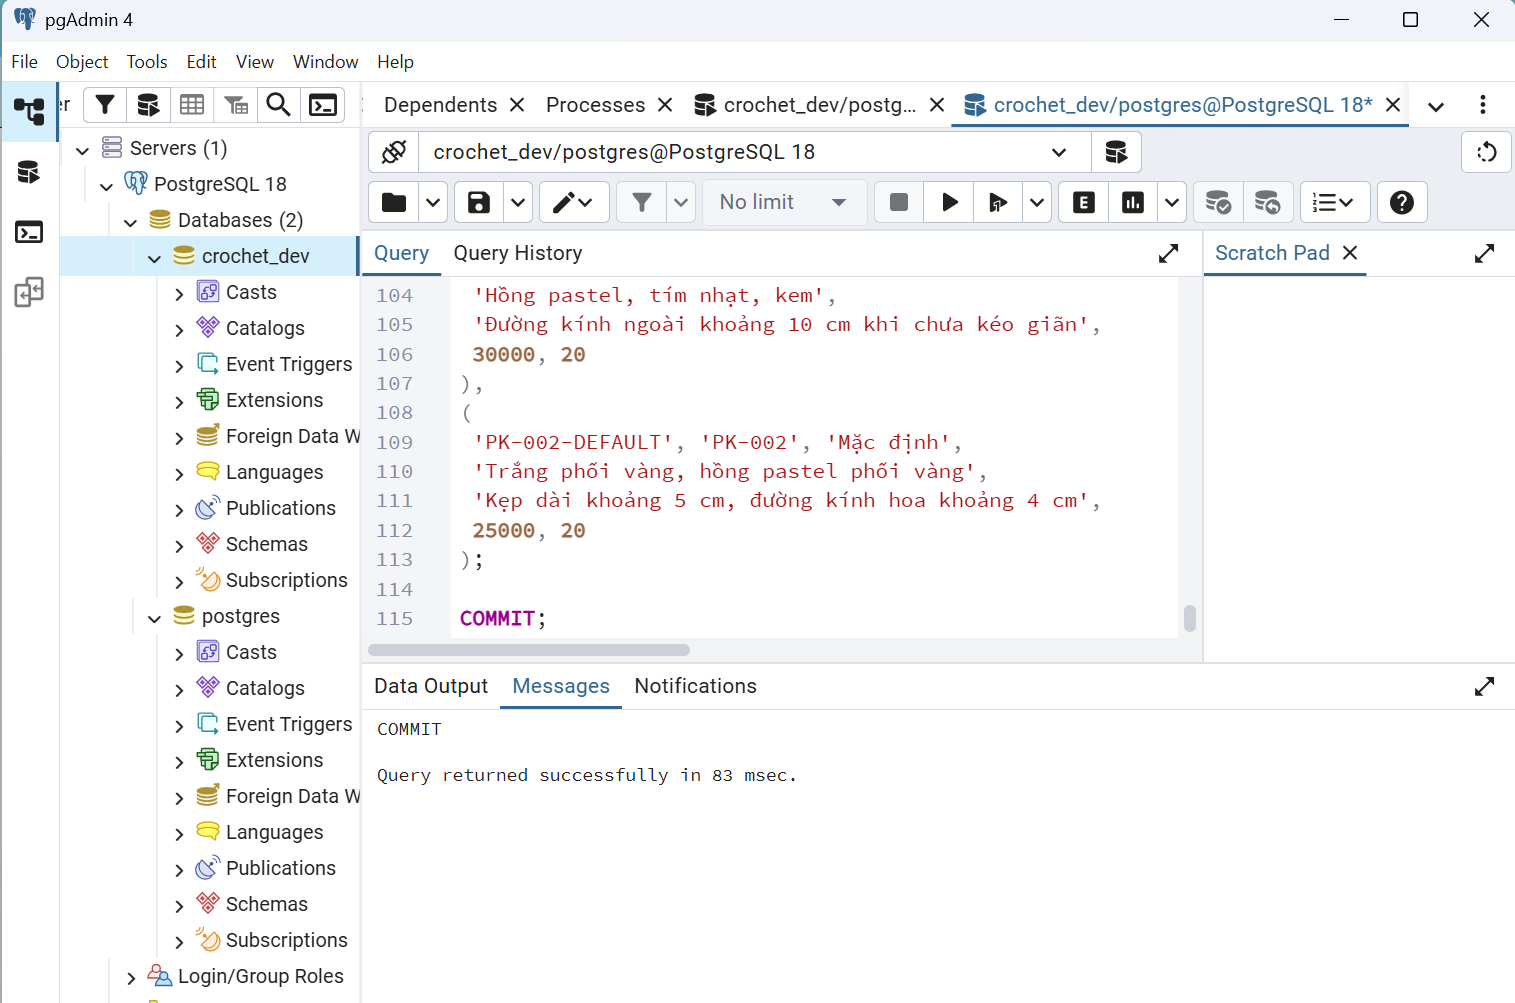 pgAdmin 4
File Object Tools Edit View Window Help
er
Dependents Processes crochet_dev/postg... crochet_dev/postgres@PostgreSQL 18*
crochet_dev/postgres@PostgreSQL 18
No limit
E
Servers (1)
PostgreSQL 18
Databases (2)
crochet_dev
Casts
Catalogs
Event Triggers
Extensions
Foreign Data W
Languages
Publications
Schemas
Subscriptions
postgres
Casts
Catalogs
Event Triggers
Extensions
Foreign Data W
Languages
Publications
Schemas
Subscriptions
Login/Group Roles
Query Query History
Scratch Pad
104 'Hồng pastel, tím nhạt, kem',
105 'Đường kính ngoài khoảng 10 cm khi chưa kéo giãn',
106 30000, 20
107 ),
108 (
109 'PK-002-DEFAULT', 'PK-002', 'Mặc định',
110 'Trắng phối vàng, hồng pastel phối vàng',
111 'Kẹp dài khoảng 5 cm, đường kính hoa khoảng 4 cm',
112 25000, 20
113 );
114
115 COMMIT;
Data Output Messages Notifications
COMMIT
Query returned successfully in 83 msec.